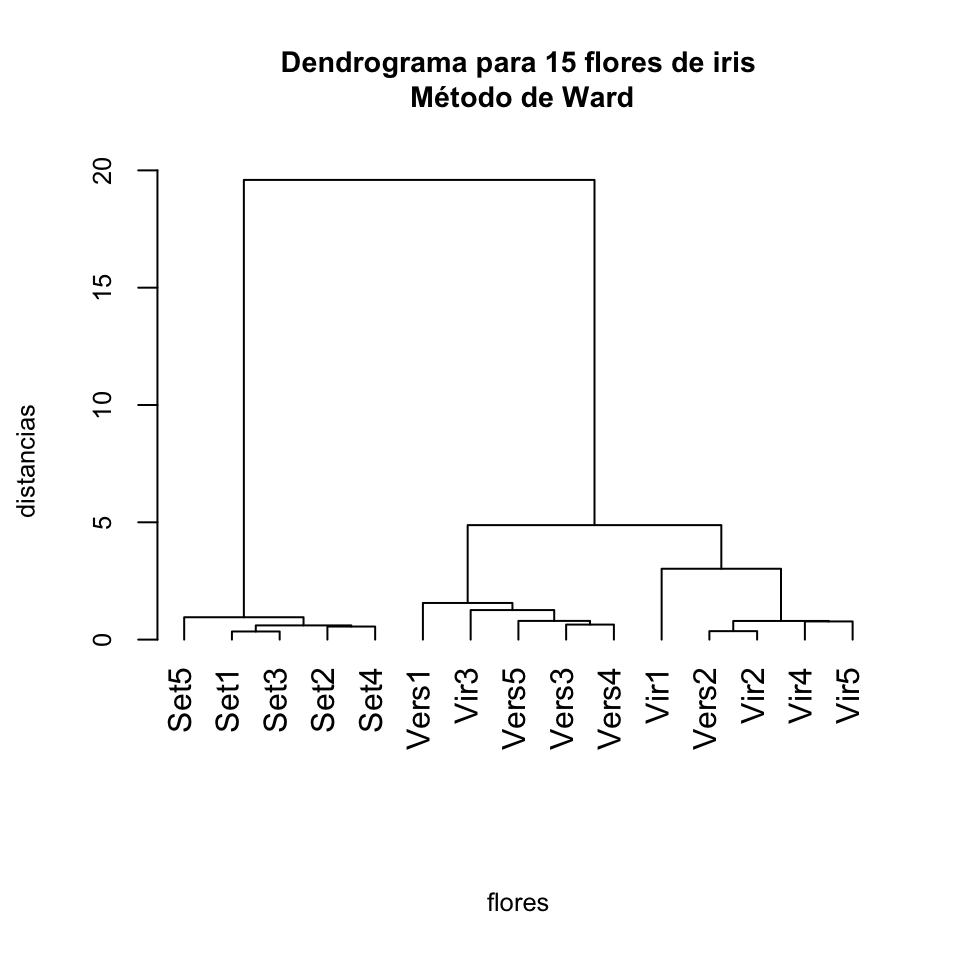 Dendrograma para 15 flores de iris
Método de Ward
20
15
10
5
0
distancias
Set5
Set1
Set3
Set2
Set4
Vers1
Vir3
Vers5
Vers3
Vers4
Vir1
Vers2
Vir2
Vir4
Vir5
flores